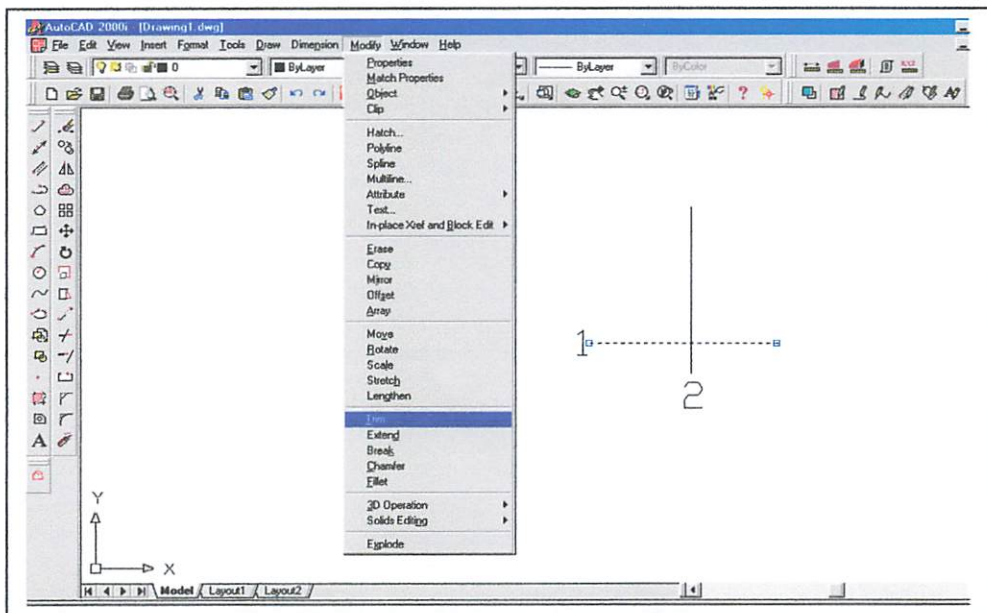 AutoCAD 2000i - [Drawing1.dwg]
File Edit View Insert Format Tools Draw Dimension Modify Window Help
0 ByLayer ByLayer ByColor
Properties
Match Properties
Object
Clip
Hatch...
Polyline
Spline
Multiline...
Attribute
Text...
In-place Xref and Block Edit
Erase
Copy
Mirror
Offset
Array
Move
Rotate
Scale
Stretch
Lengthen
Trim
Extend
Break
Chamfer
Fillet
3D Operation
Solids Editing
Explode
1
2
A
Y
X
Model Layout1 Layout2